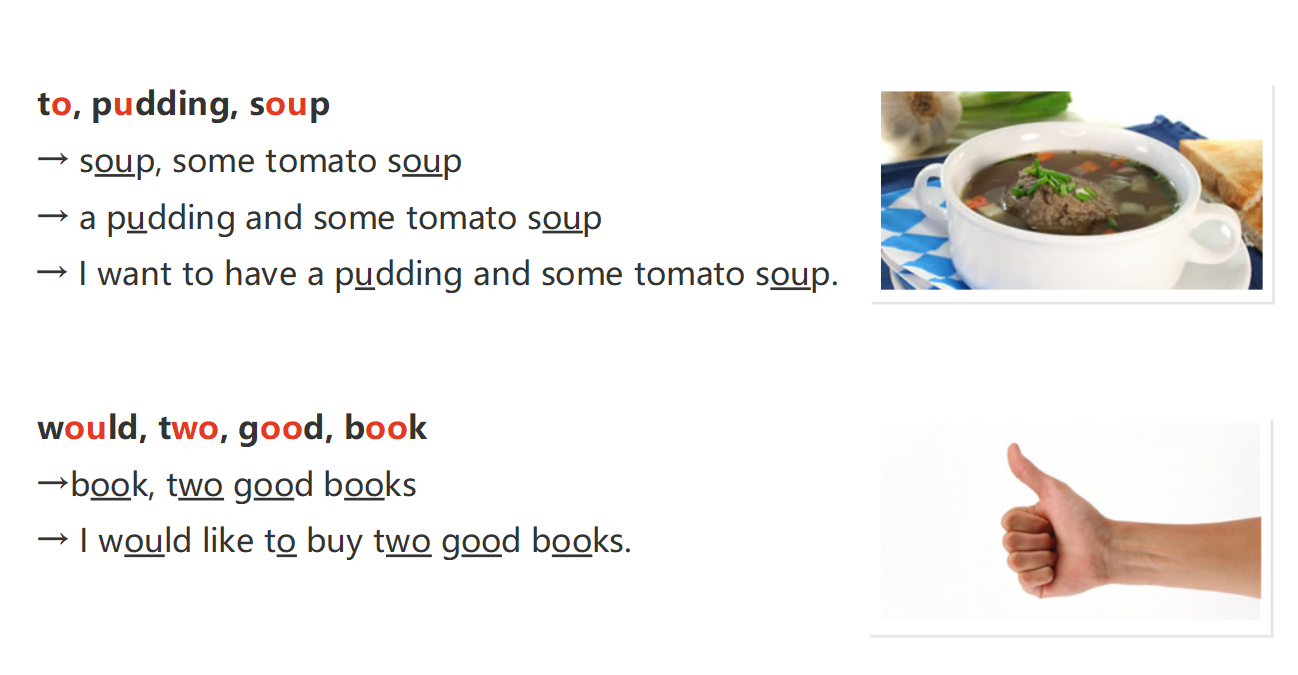 to, pudding, soup
→ soup, some tomato soup
→ a pudding and some tomato soup
→ I want to have a pudding and some tomato soup.
would, two, good, book
→book, two good books
→ I would like to buy two good books.